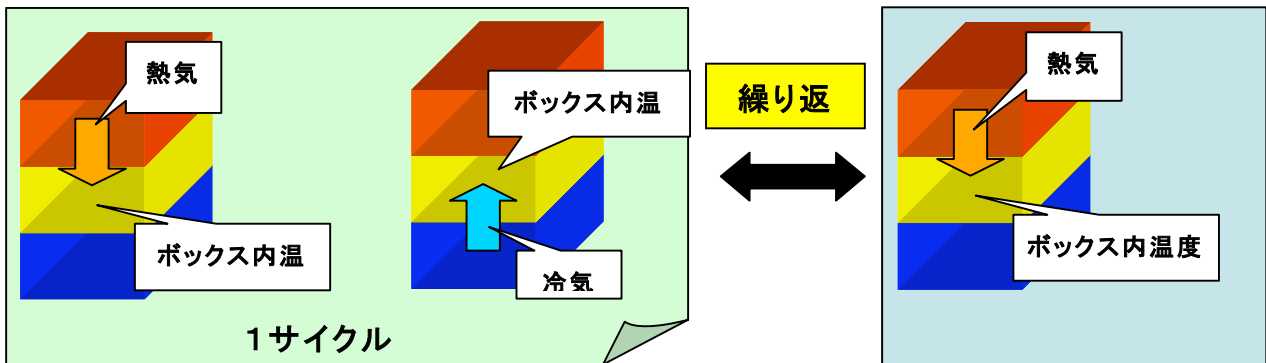 熱気
ボックス内温
ボックス内温
冷気
1サイクル
繰り返
熱気
ボックス内温度